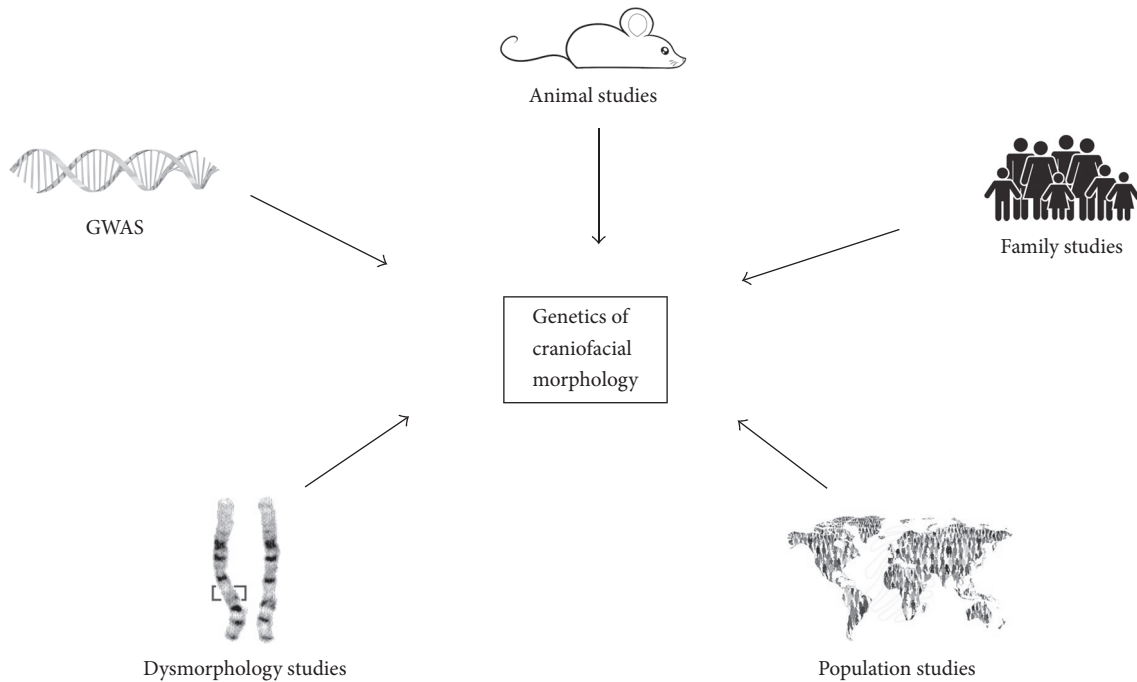 Animal studies
GWAS
Family studies
Genetics of
craniofacial
morphology
Dysmorphology studies
Population studies